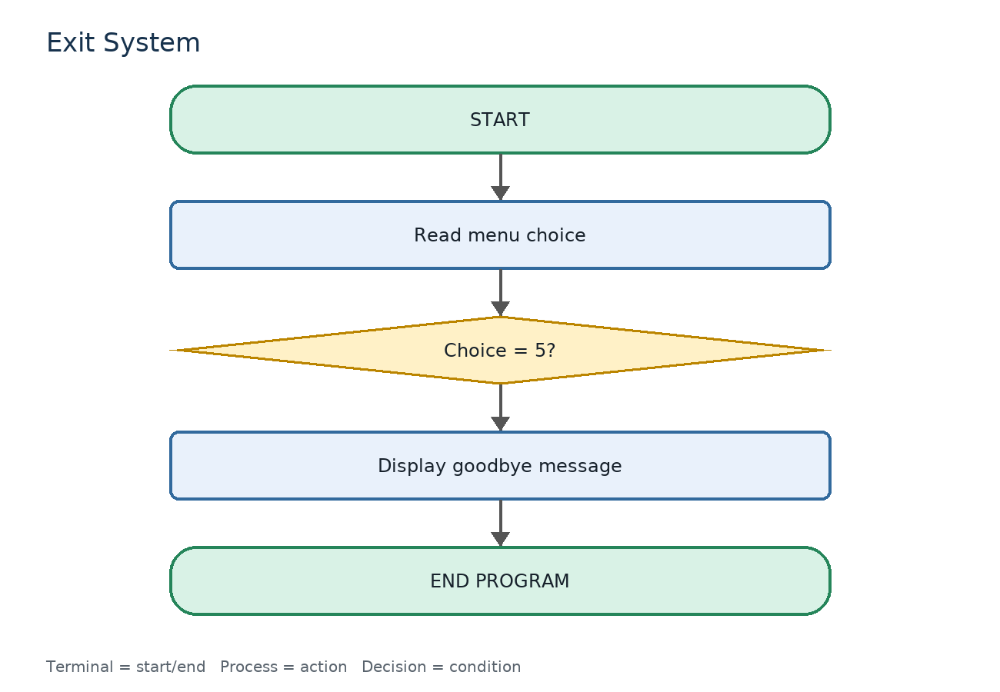 Exit System
START
Read menu choice
Choice = 5?
Display goodbye message
END PROGRAM
Terminal = start/end   Process = action   Decision = condition